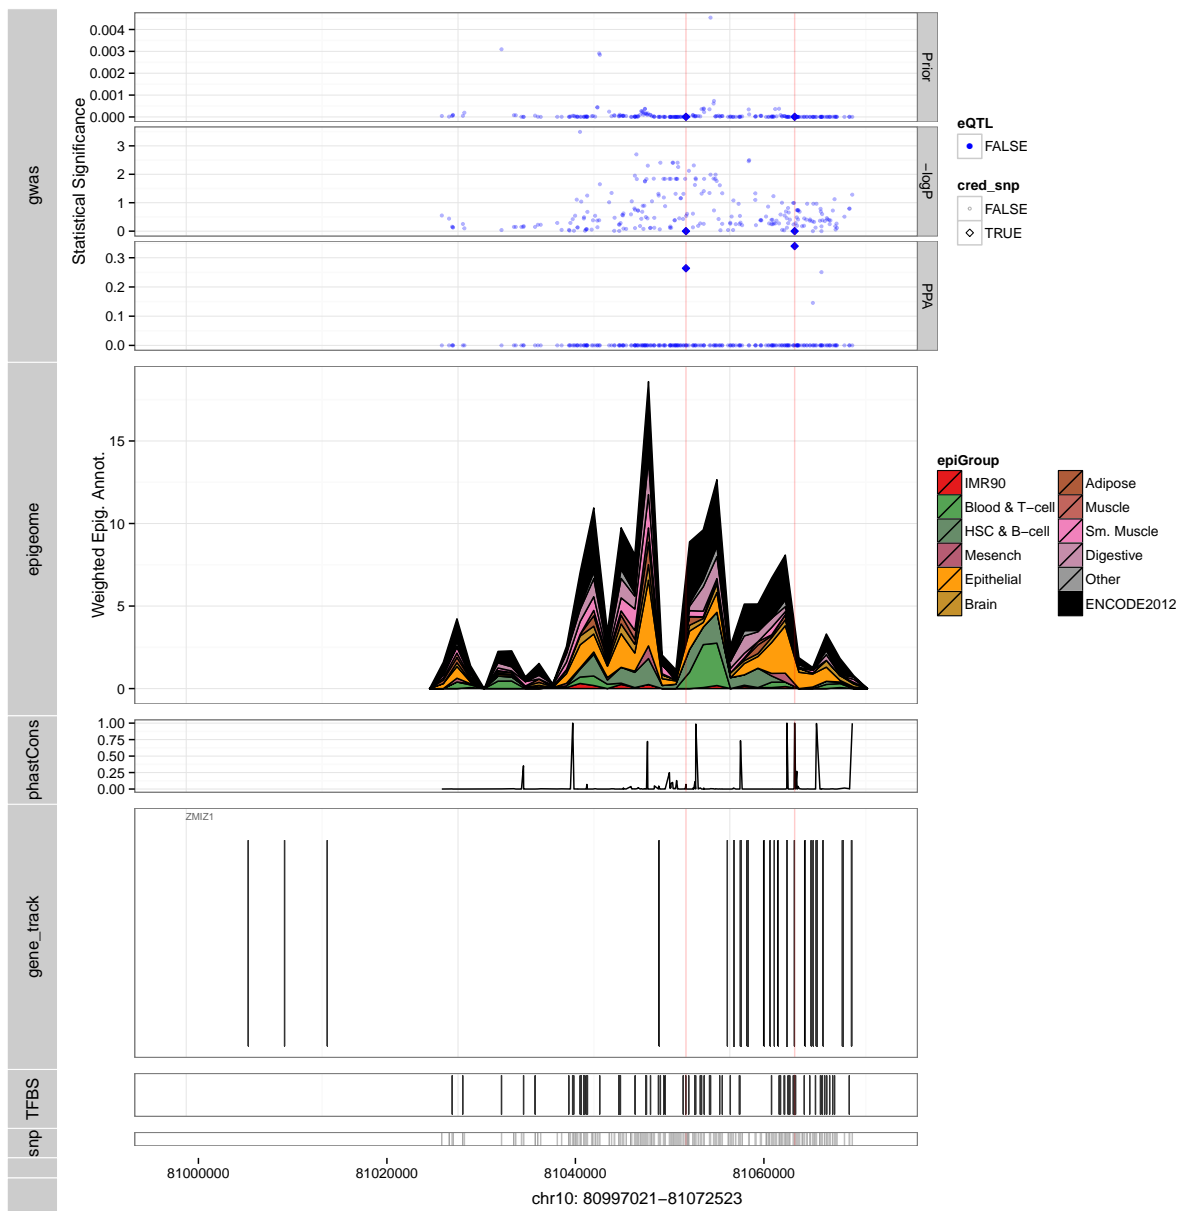 gwas
Statistical Significance
0.004
0.003
0.002
0.001
0.000
Prior
3
2
1
0
−logP
0.3
0.2
0.1
0.0
PPA
eQTL
FALSE
cred_snp
FALSE
TRUE
epigeome
Weighted Epig. Annot.
15
10
5
0
epiGroup
IMR90
Blood & T−cell
HSC & B−cell
Mesench
Epithelial
Brain
Adipose
Muscle
Sm. Muscle
Digestive
Other
ENCODE2012
phastCons
1.00
0.75
0.50
0.25
0.00
gene_track
ZMIZ1
TFBS
snp
81000000 81020000 81040000 81060000
chr10: 80997021−81072523